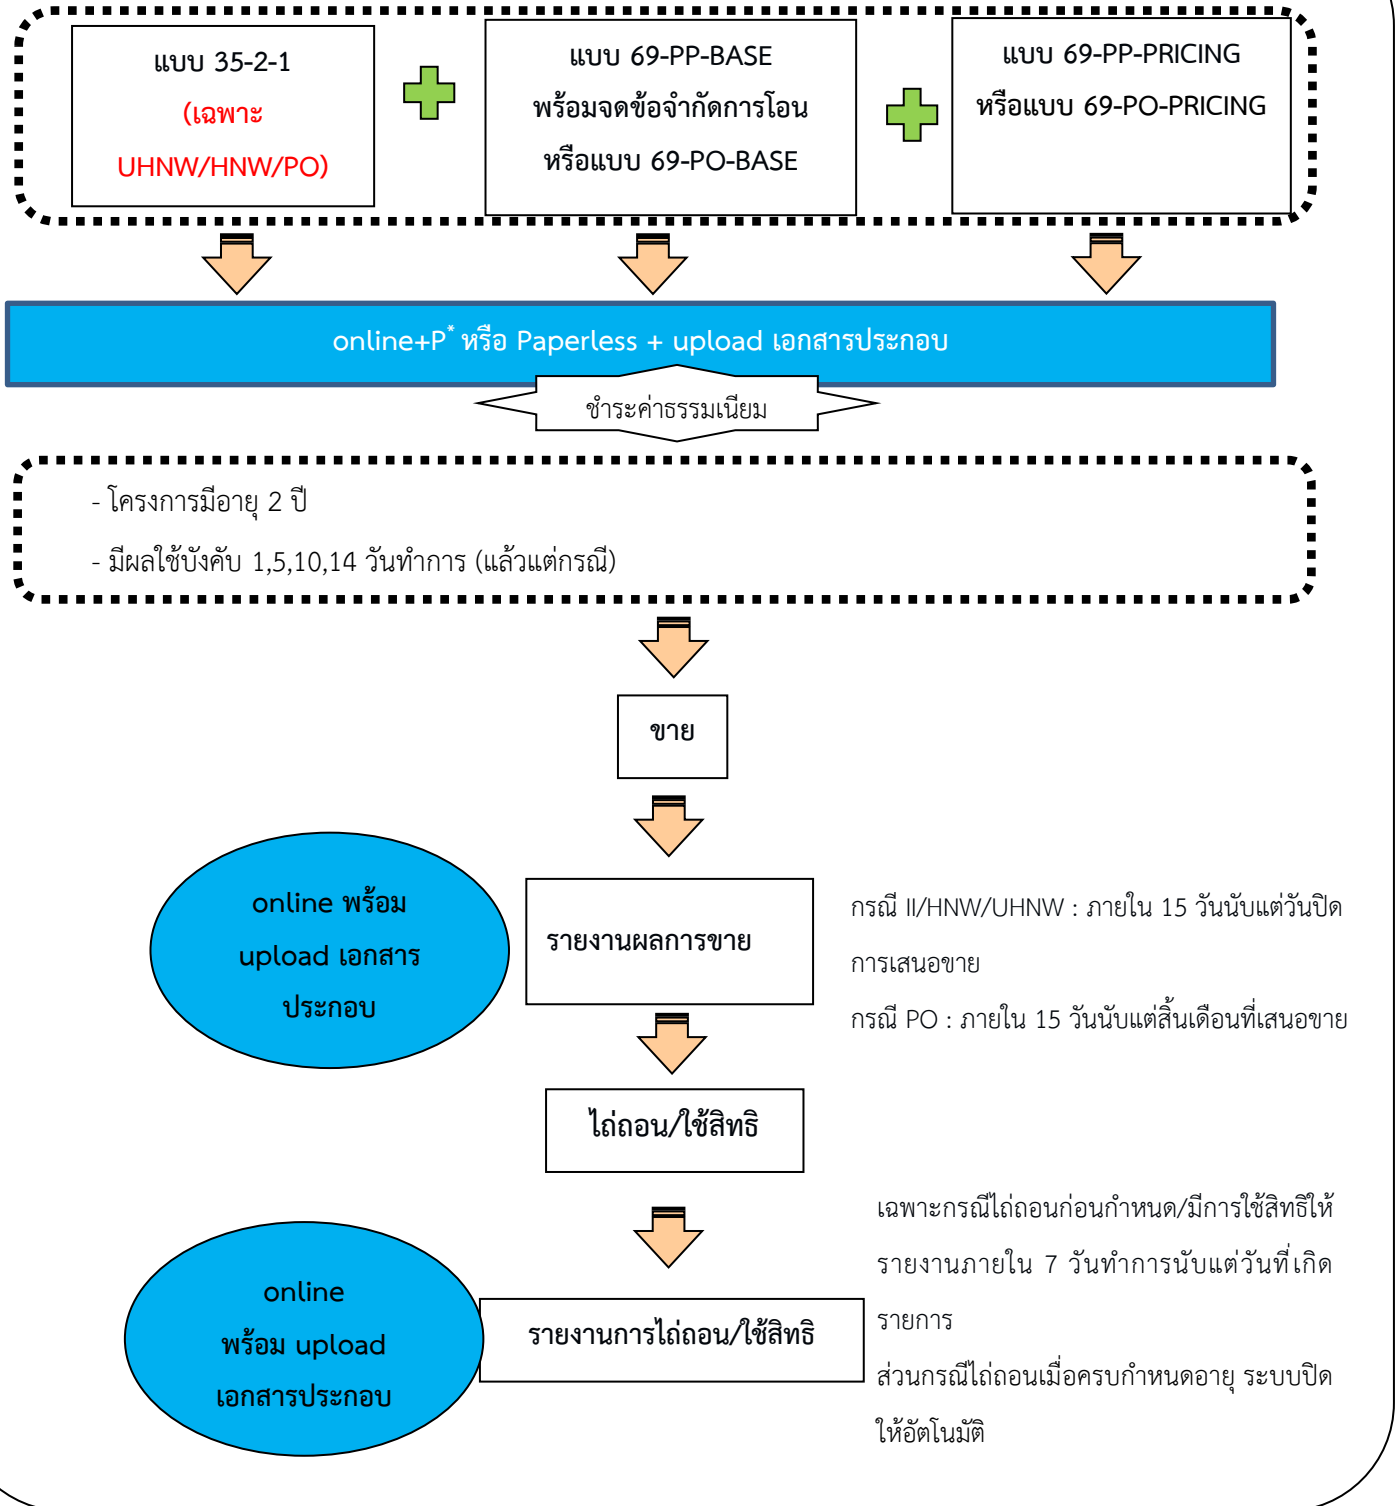 แบบ 35-2-1
(เฉพาะ
UHNW/HNW/PO)
แบบ 69-PP-BASE
พร้อมจดข้อจำกัดการโอน
หรือแบบ 69-PO-BASE
แบบ 69-PP-PRICING
หรือแบบ 69-PO-PRICING
online+P* หรือ Paperless + upload เอกสารประกอบ
ชำระค่าธรรมเนียม
- โครงการมีอายุ 2 ปี
- มีผลใช้บังคับ 1,5,10,14 วันทำการ (แล้วแต่กรณี)
ขาย
online พร้อม
upload เอกสาร
ประกอบ
รายงานผลการขาย
กรณี II/HNW/UHNW : ภายใน 15 วันนับแต่วันปิด
การเสนอขาย
กรณี PO : ภายใน 15 วันนับแต่สิ้นเดือนที่เสนอขาย
ไถ่ถอน/ใช้สิทธิ
online
พร้อม upload
เอกสารประกอบ
รายงานการไถ่ถอน/ใช้สิทธิ
เฉพาะกรณีไถ่ถอนก่อนกำหนด/มีการใช้สิทธิให้
รายงานภายใน 7 วันทำการนับแต่วันที่เกิด
รายการ
ส่วนกรณีไถ่ถอนเมื่อครบกำหนดอายุ ระบบปิด
ให้อัตโนมัติ